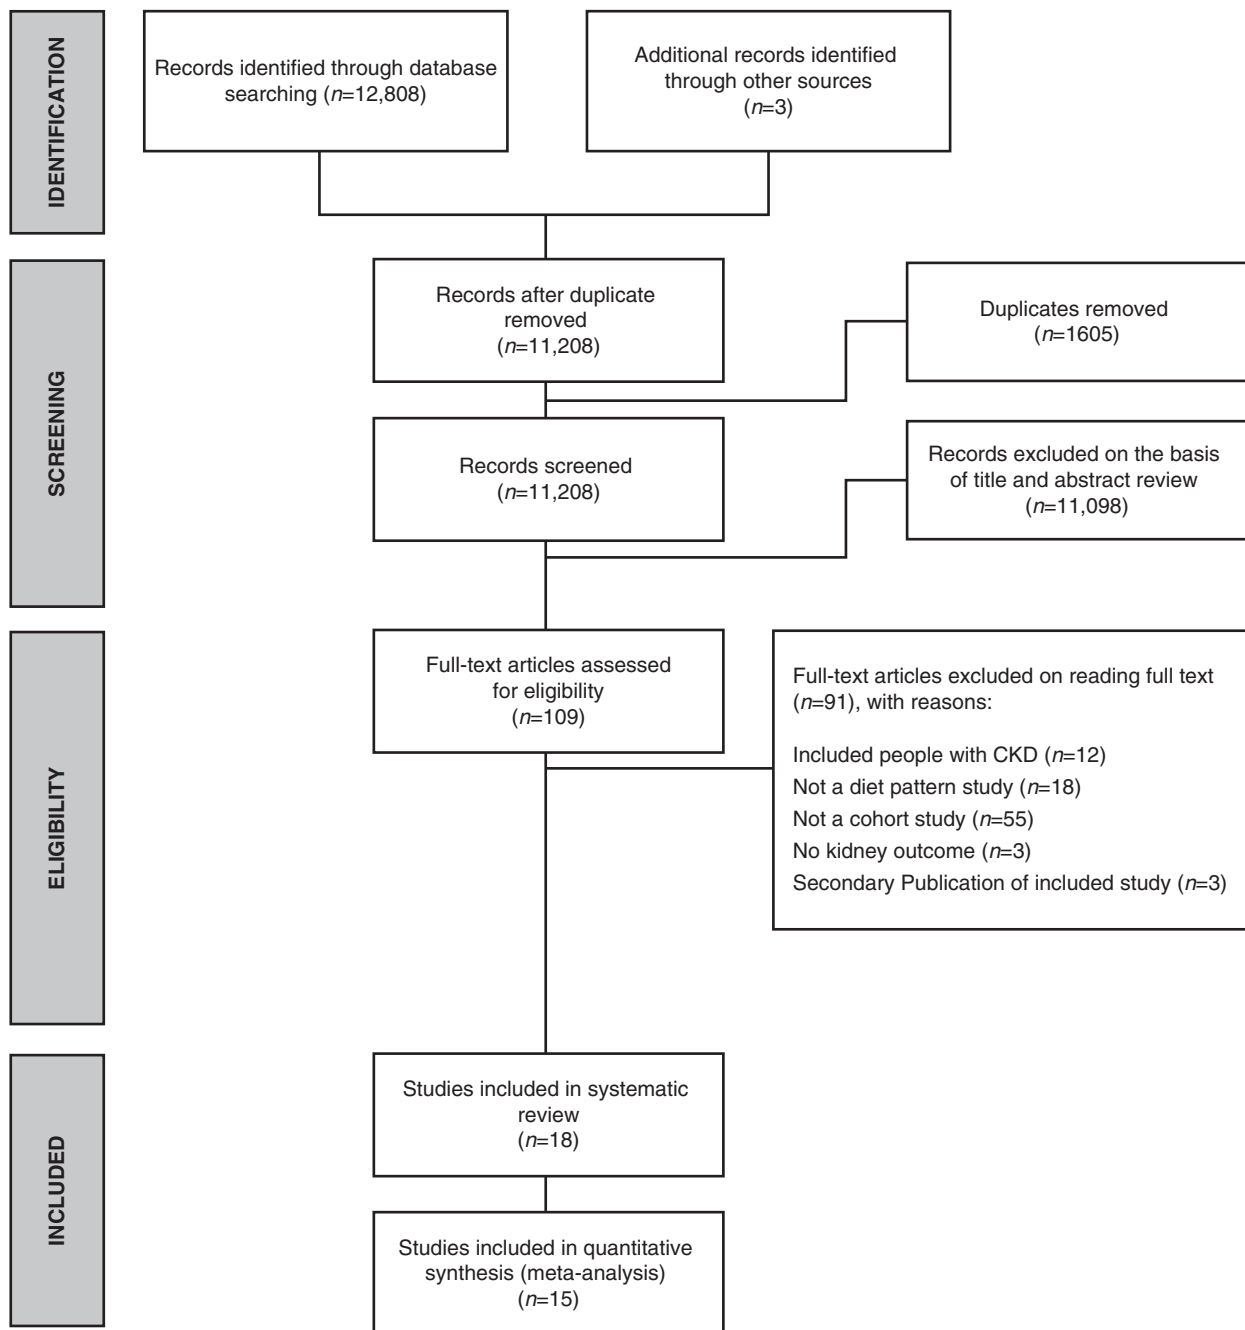 IDENTIFICATION
Records identified through database
searching (n=12,808)
Additional records identified
through other sources
(n=3)
SCREENING
Records after duplicate
removed
(n=11,208)
Duplicates removed
(n=1605)
Records screened
(n=11,208)
Records excluded on the basis
of title and abstract review
(n=11,098)
ELIGIBILITY
Full-text articles assessed
for eligibility
(n=109)
Full-text articles excluded on reading full text
(n=91), with reasons:
Included people with CKD (n=12)
Not a diet pattern study (n=18)
Not a cohort study (n=55)
No kidney outcome (n=3)
Secondary Publication of included study (n=3)
INCLUDED
Studies included in systematic
review
(n=18)
Studies included in quantitative
synthesis (meta-analysis)
(n=15)